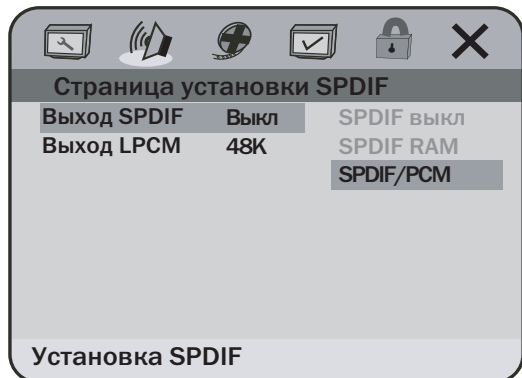 Страница установки SPDIF
Выход SPDIF Выкл SPDIF выкл
Выход LPCM 48K SPDIF RAM
SPDIF/PCM
Установка SPDIF